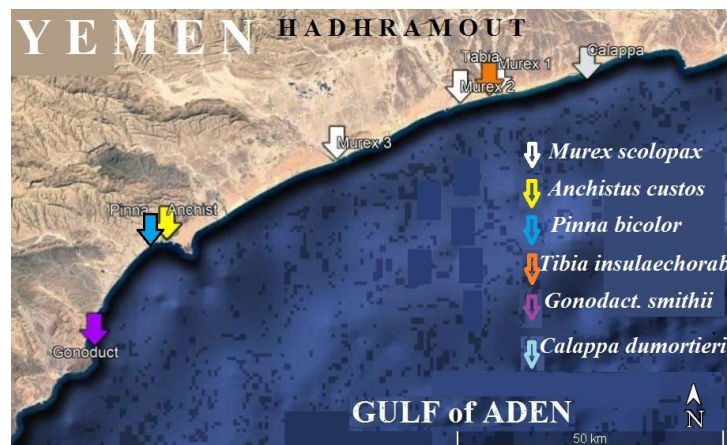 YEMEN HADHRAMOUT
Tabia
Murex 1
Calappa
Murex 2
Murex 3
Pinna
Anchist
Gonoduct
Murex scolopax
Anchistus custos
Pinna bicolor
Tibia insulaechorab
Gonodact. smithii
Calappa dumortieri
GULF of ADEN
N
50 km